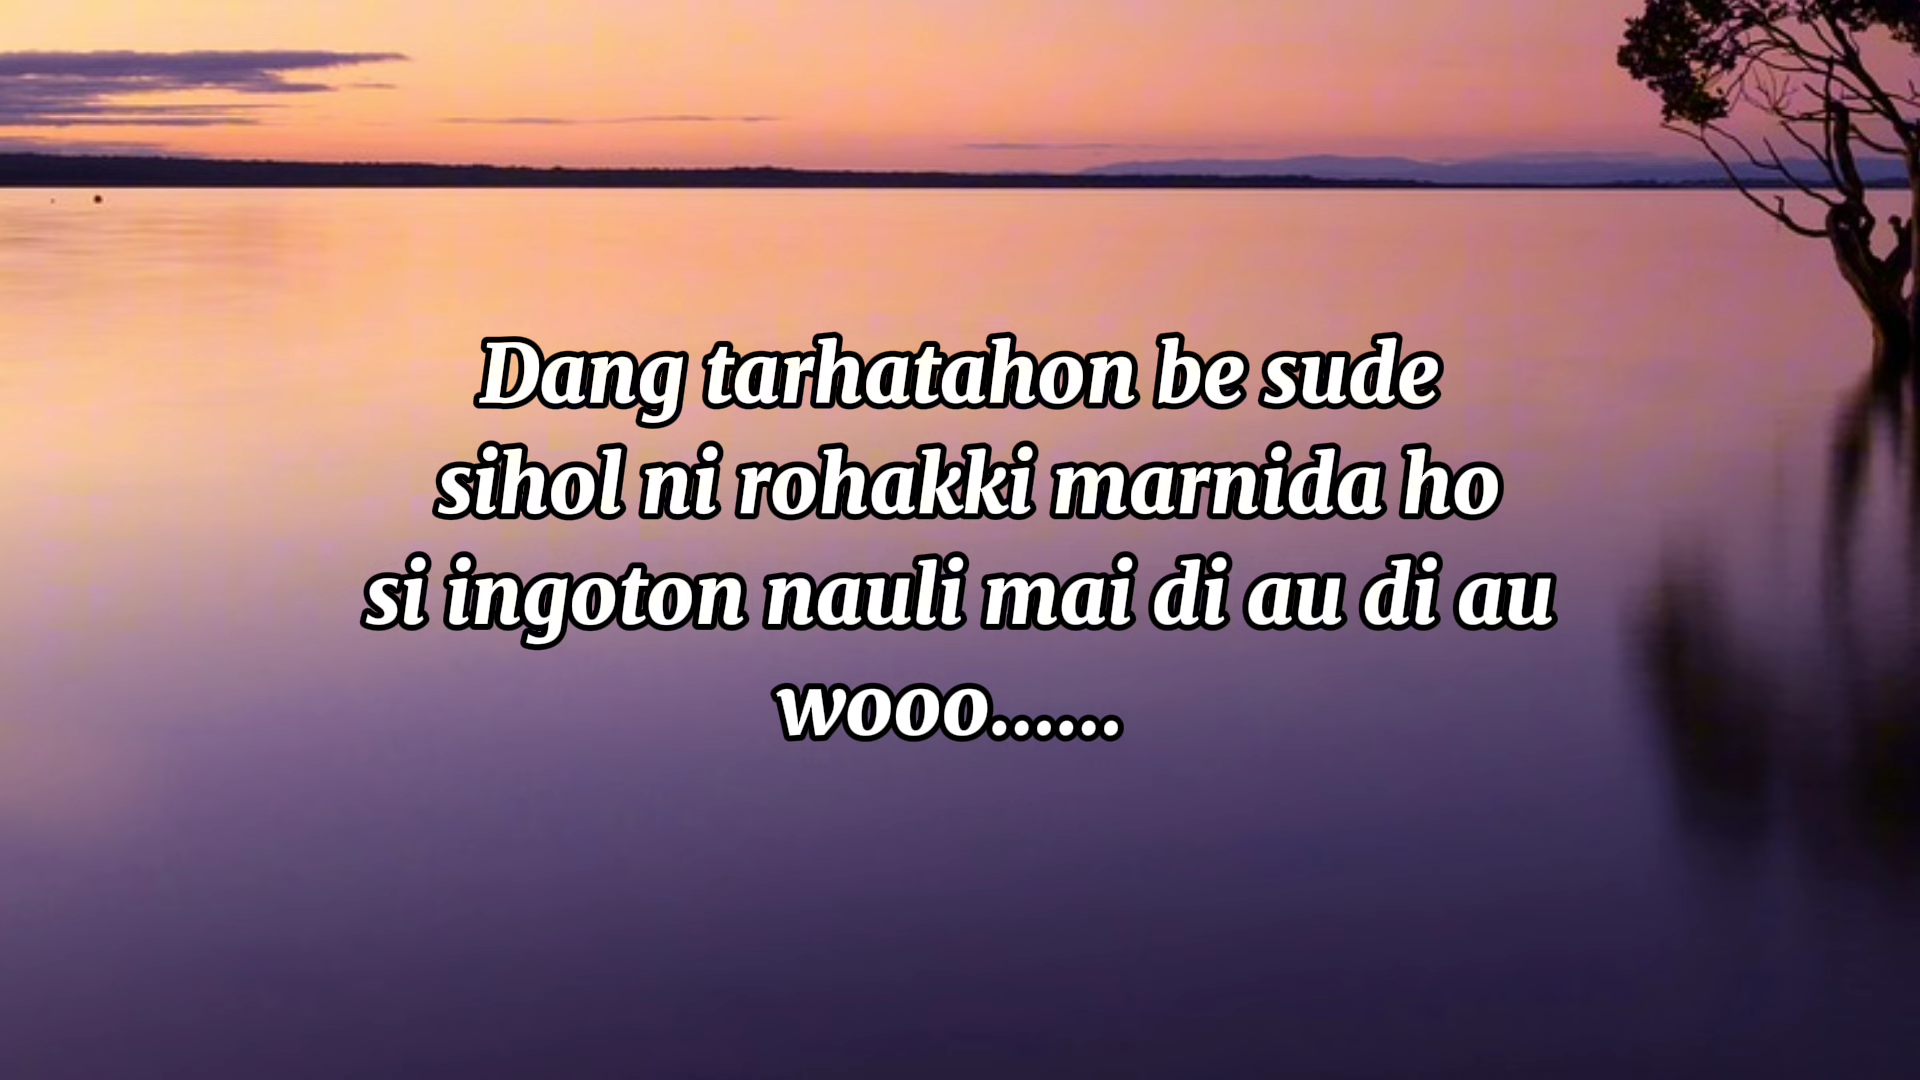 Dang tarhatahon be sude
sihol ni rohakki marnida ho
si ingoton nauli mai di au di au
wooo......